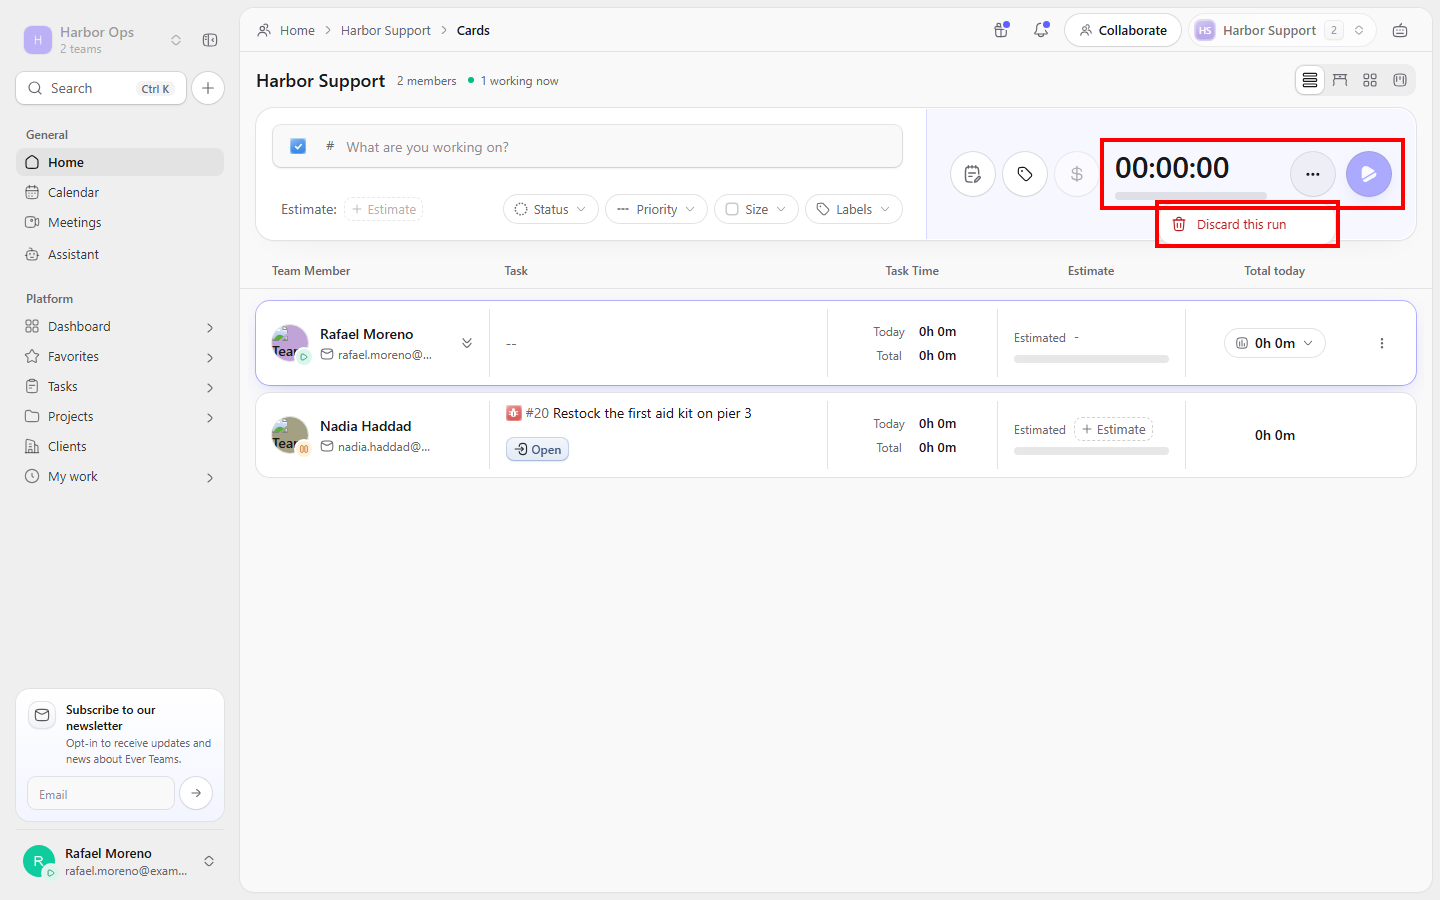 H
Harbor Ops
2 teams
Search
Ctrl K
General
Home
Calendar
Meetings
Assistant
Platform
Dashboard
Favorites
Tasks
Projects
Clients
My work
Subscribe to our
newsletter
Opt-in to receive updates and
news about Ever Teams.
Email
R
Rafael Moreno
rafael.moreno@exam...
Home
Harbor Support
Cards
Collaborate
HS
Harbor Support
2
Harbor Support
2 members
1 working now
# What are you working on?
Estimate:
+ Estimate
Status
Priority
Size
Labels
$
00:00:00
Discard this run
Team Member
Task
Task Time
Estimate
Total today
Team
Rafael Moreno
rafael.moreno@...
--
Today 0h 0m
Total 0h 0m
Estimated -
0h 0m
Team
Nadia Haddad
nadia.haddad@...
#20 Restock the first aid kit on pier 3
Open
Today 0h 0m
Total 0h 0m
Estimated + Estimate
0h 0m